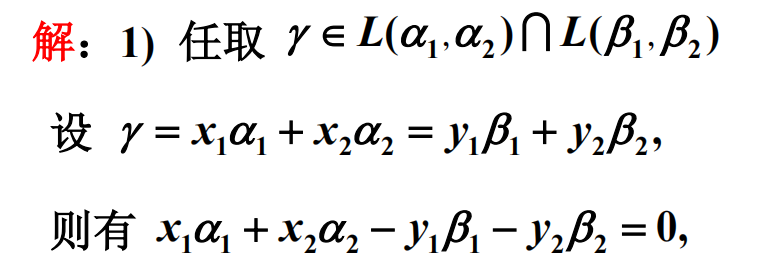 解：1) 任取 γ ∈ L(α₁,α₂)⋂L(β₁,β₂)
设 γ = x₁α₁ + x₂α₂ = y₁β₁ + y₂β₂,
则有 x₁α₁ + x₂α₂ − y₁β₁ − y₂β₂ = 0,